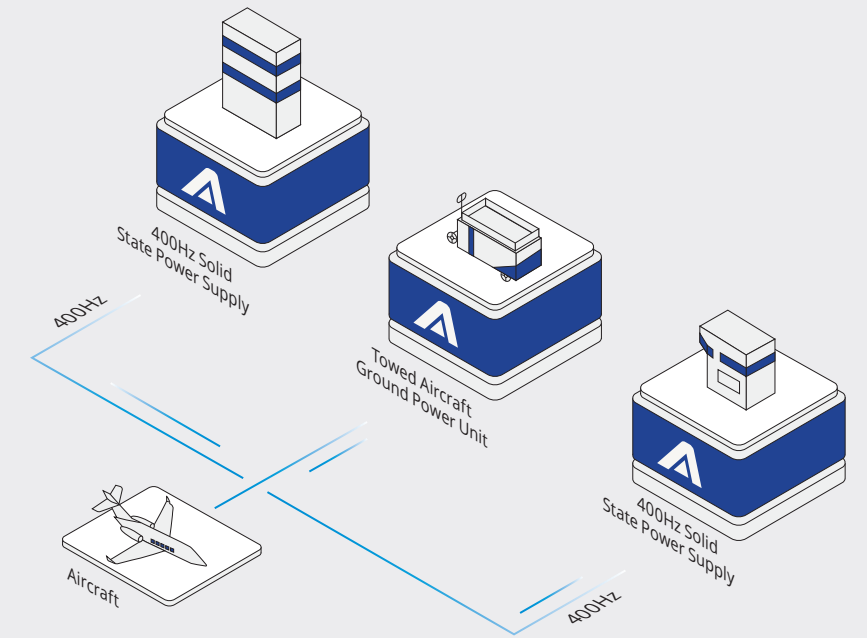 400Hz Solid
State Power Supply
400Hz
Towed Aircraft
Ground Power Unit
400Hz Solid
State Power Supply
Aircraft
400Hz